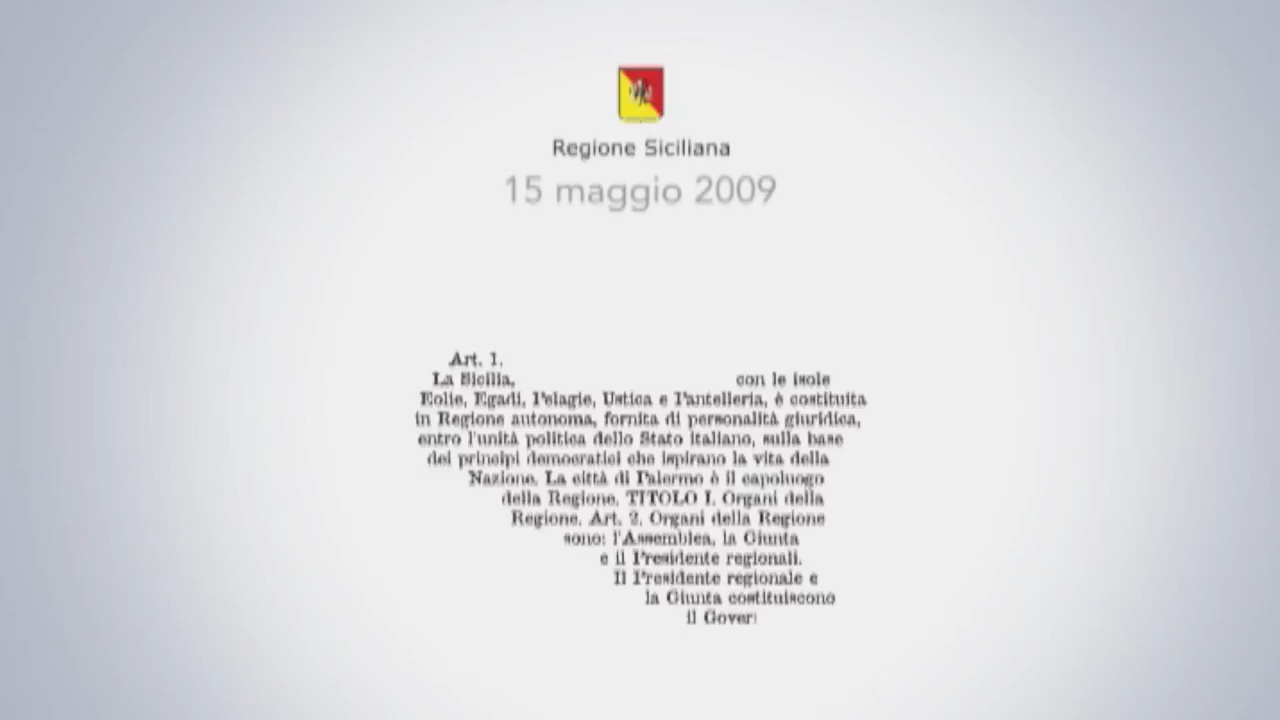 Regione Siciliana
15 maggio 2009
Art. 1.
La Sicilia, con le isole
Eolie, Egadi, Pelagie, Ustica e Pantelleria, è costituita
in Regione autonoma, fornita di personalità giuridica,
entro l'unità politica dello Stato italiano, sulla base
dei principi democratici che ispirano la vita della
Nazione. La città di Palermo è il capoluogo
della Regione. TITOLO I. Organi della
Regione. Art. 2. Organi della Regione
sono: l'Assemblea, la Giunta
e il Presidente regionali.
Il Presidente regionale e
la Giunta costituiscono
il Gover